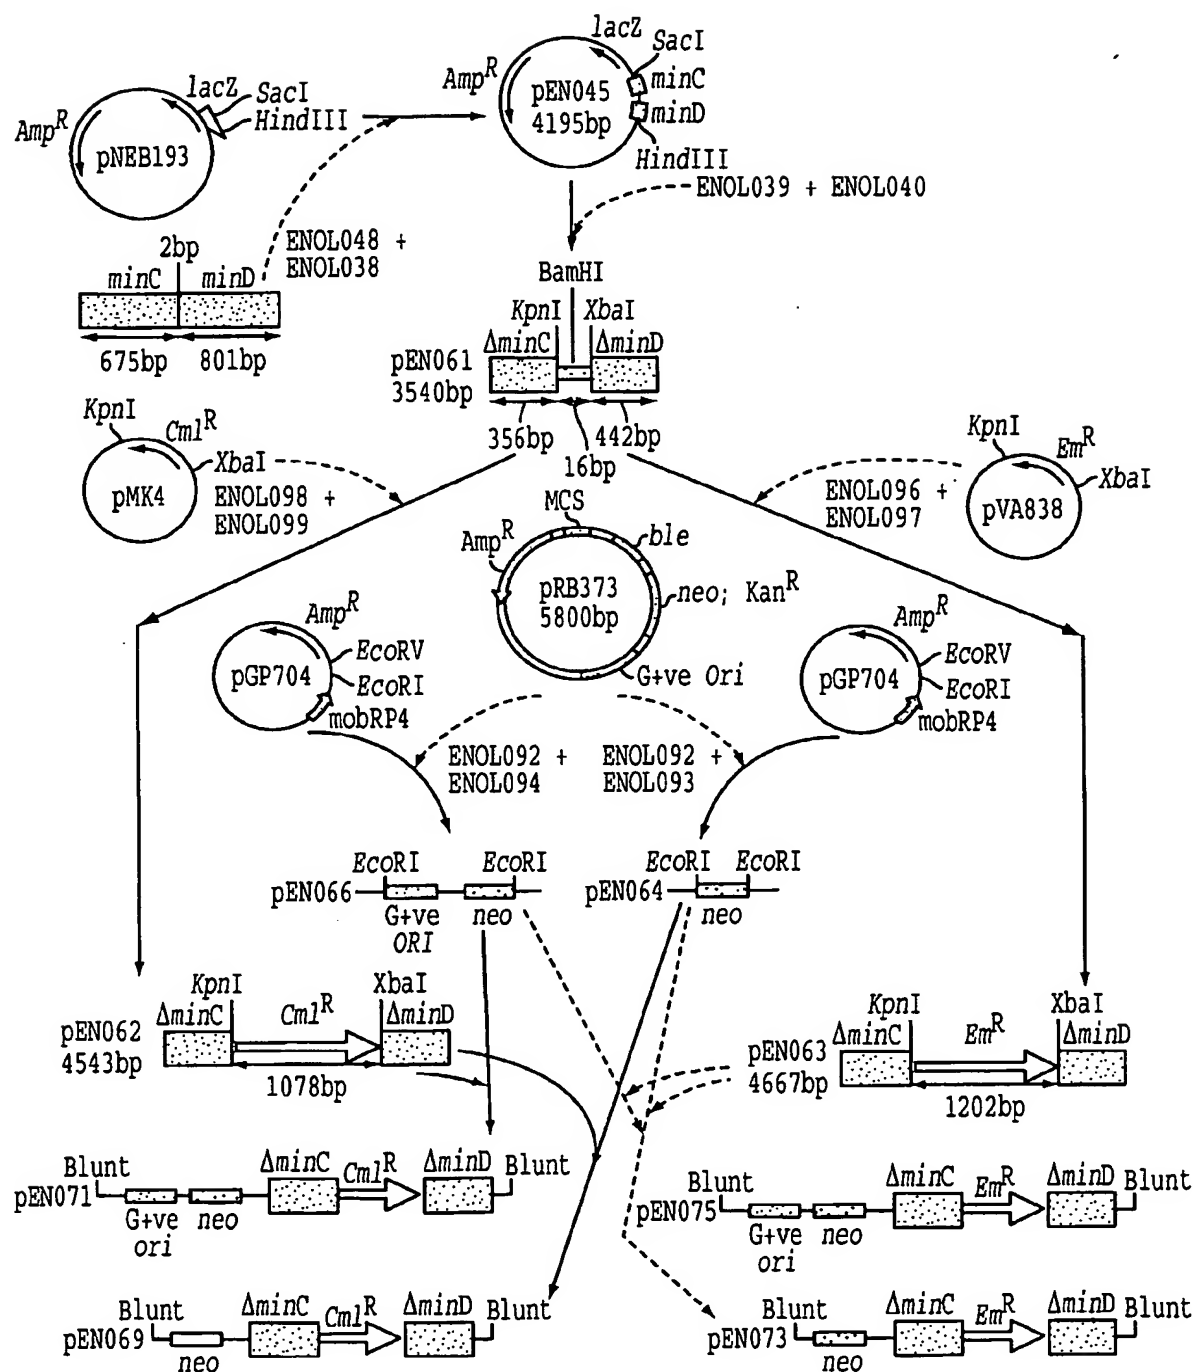 lacZ
SacI
HindIII
AmpR
pNEB193
lacZ
SacI
minC
minD
HindIII
AmpR
pEN045
4195bp
ENOL039 + ENOL040
ENOL048 +
ENOL038
2bp
minC minD
675bp 801bp
BamHI
KpnI XbaI
ΔminC ΔminD
pEN061
3540bp
356bp 442bp
16bp
KpnI
CmlR
XbaI
pMK4
ENOL098 +
ENOL099
KpnI
EmR
XbaI
pVA838
ENOL096 +
ENOL097
MCS
AmpR
ble
pRB373
5800bp
neo; KanR
G+ve Ori
AmpR
EcoRV
EcoRI
pGP704
mobRP4
AmpR
EcoRV
EcoRI
pGP704
mobRP4
ENOL092 +
ENOL094
ENOL092 +
ENOL093
EcoRI EcoRI
pEN066
G+ve neo
ORI
EcoRI EcoRI
pEN064
neo
KpnI XbaI
ΔminC CmlR ΔminD
pEN062
4543bp
1078bp
KpnI XbaI
ΔminC EmR ΔminD
pEN063
4667bp
1202bp
Blunt ΔminC CmlR ΔminD Blunt
pEN071
G+ve neo
ori
Blunt ΔminC EmR ΔminD Blunt
pEN075
G+ve neo
ori
Blunt ΔminC CmlR ΔminD Blunt
pEN069
neo
Blunt ΔminC EmR ΔminD Blunt
pEN073
neo